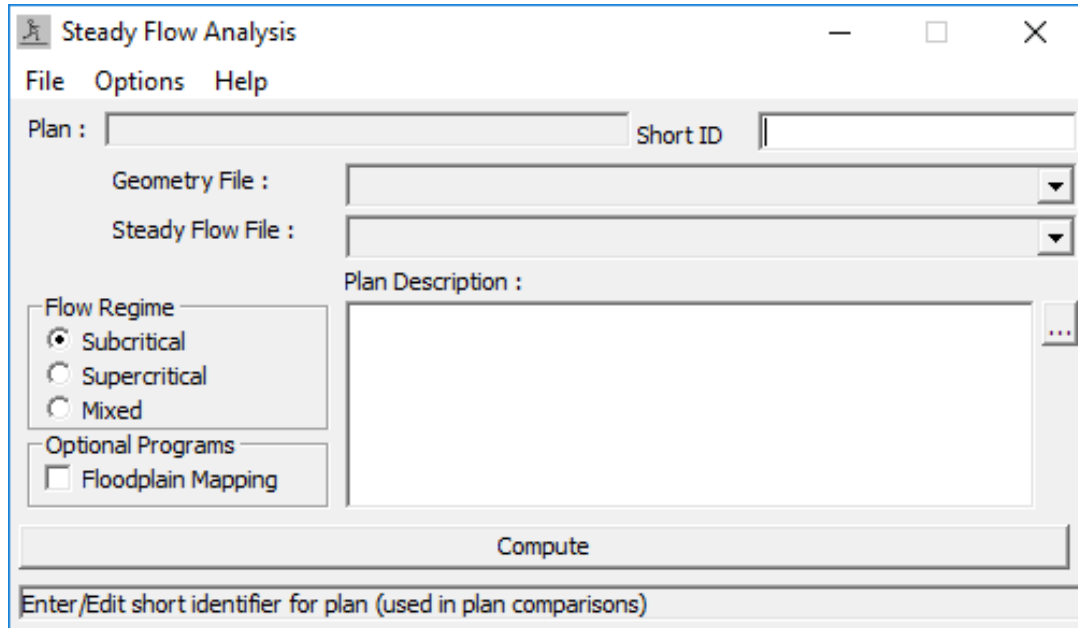 Steady Flow Analysis
File Options Help
Plan : Short ID
Geometry File :
Steady Flow File :
Plan Description :
Flow Regime
Subcritical
Supercritical
Mixed
Optional Programs
Floodplain Mapping
...
Compute
Enter/Edit short identifier for plan (used in plan comparisons)